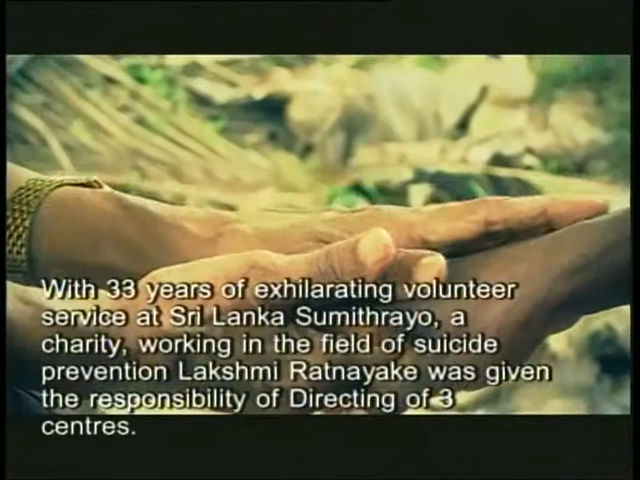 With 33 years of exhilarating volunteer
service at Sri Lanka Sumithrayo, a
charity, working in the field of suicide
prevention Lakshmi Ratnayake was given
the responsibility of Directing of 3
centres.